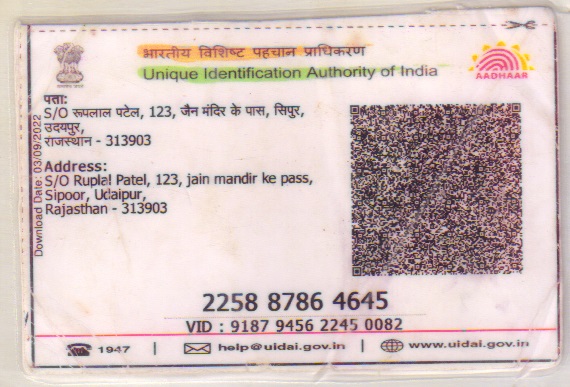 भारतीय विशिष्ट पहचान प्राधिकरण
Unique Identification Authority of India
AADHAAR
पता:
S/O रूपलाल पटेल, 123, जैन मंदिर के पास, सिपुर,
उदयपुर,
राजस्थान - 313903
Address:
S/O Ruplal Patel, 123, jain mandir ke pass,
Sipoor, Udaipur,
Rajasthan - 313903
Download Date: 03/09/2022
2258 8786 4645
VID : 9187 9456 2245 0082
1947 | help@uidai.gov.in | www.uidai.gov.in